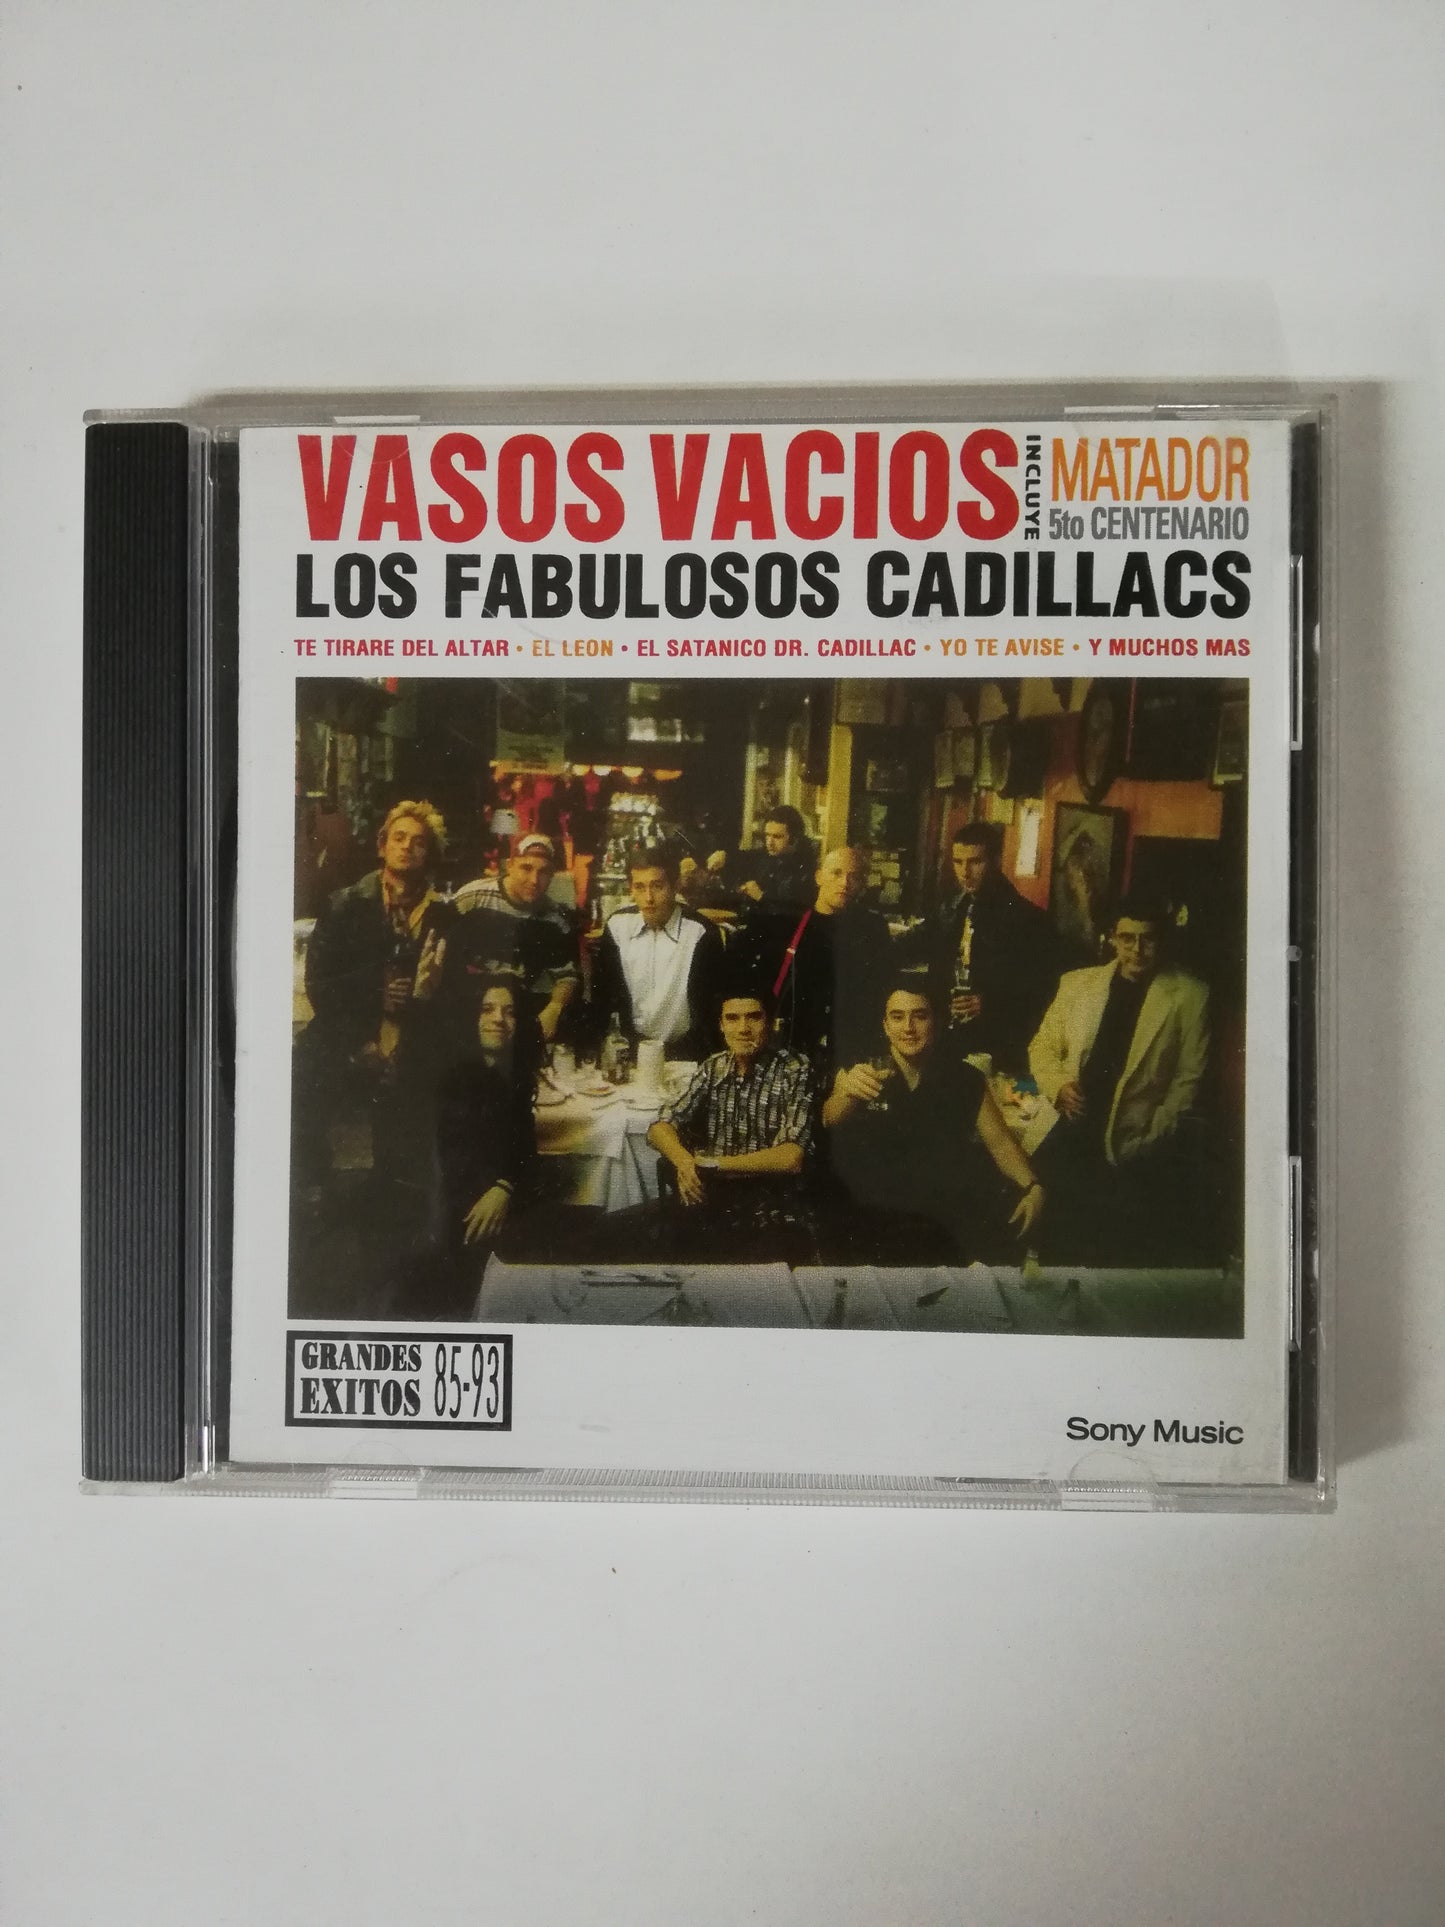 VASOS VACIOS
INCLUYE
MATADOR
5to CENTENARIO
LOS FABULOSOS CADILLACS
TE TIRARE DEL ALTAR • EL LEON • EL SATANICO DR. CADILLAC • YO TE AVISE • Y MUCHOS MAS
GRANDES
EXITOS
85-93
Sony Music